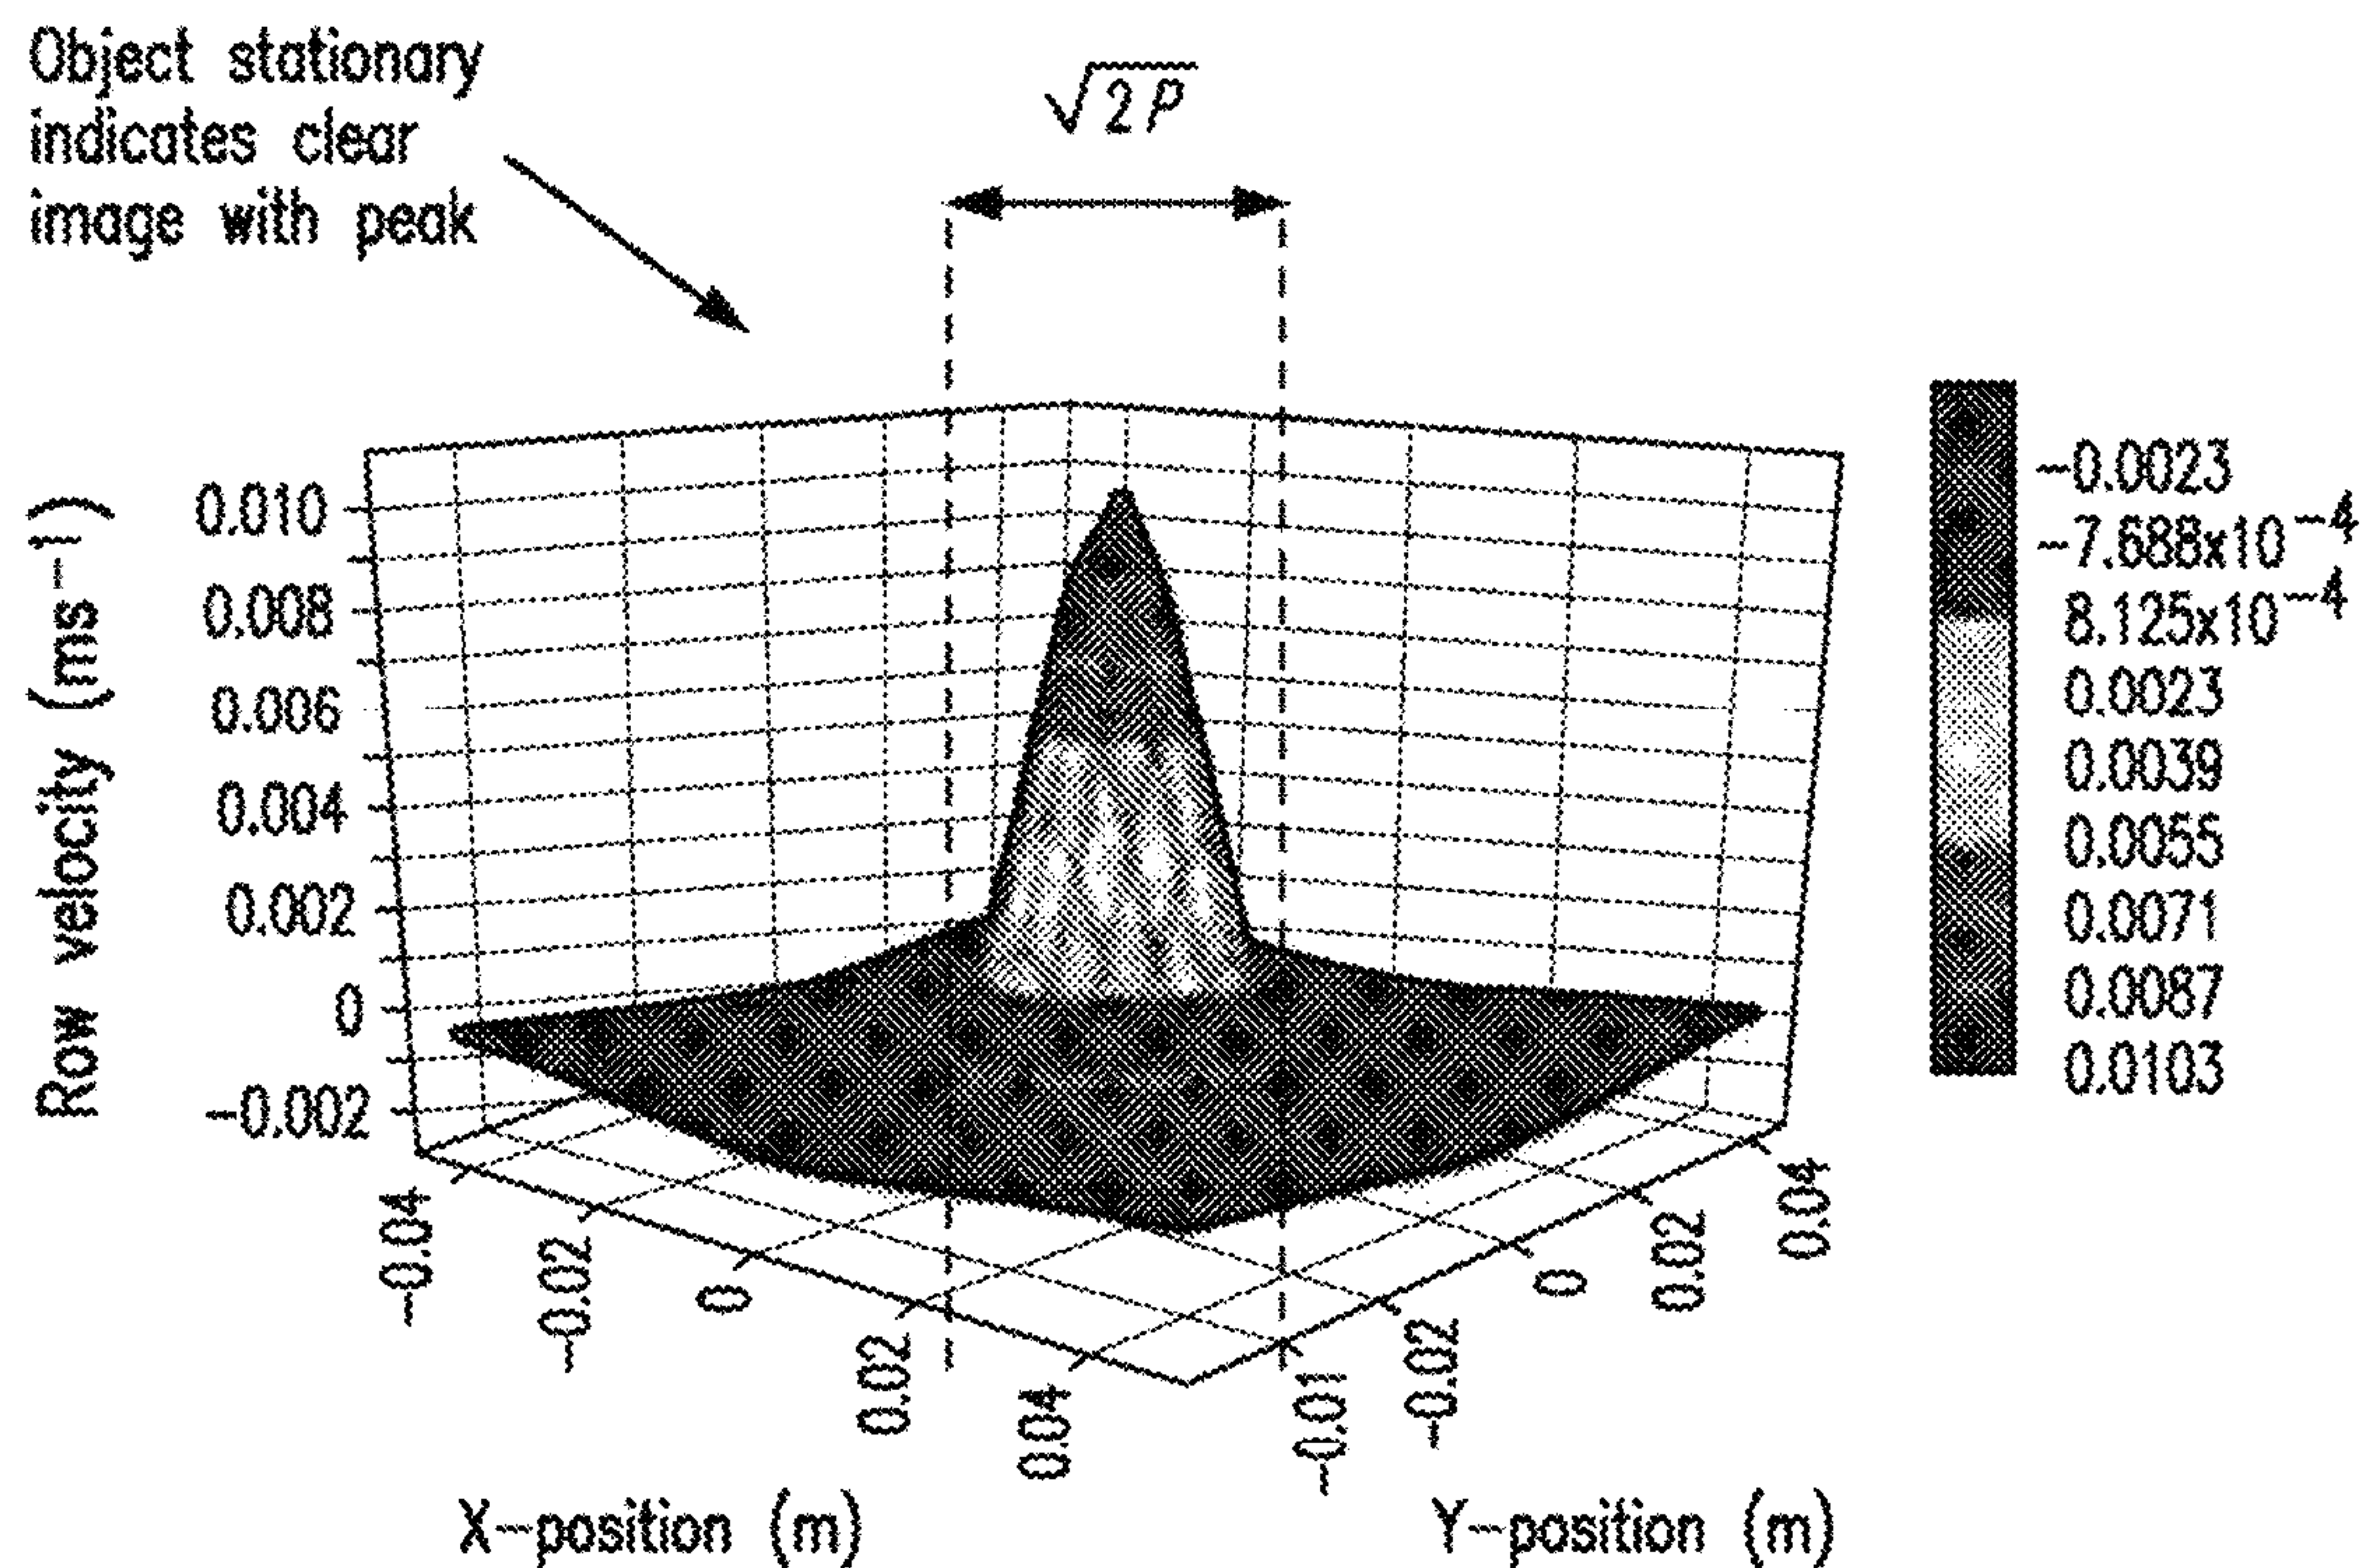 Object stationary
indicates clear
image with peak
√2P
Row velocity (ms⁻¹)
0.010
0.008
0.006
0.004
0.002
0
−0.002
−0.04
−0.02
0
0.02
0.04
X−position (m)
−0.01
−0.02
0
0.02
0.04
Y−position (m)
−0.0023
−7.688x10⁻⁴
8.125x10⁻⁴
0.0023
0.0039
0.0055
0.0071
0.0087
0.0103